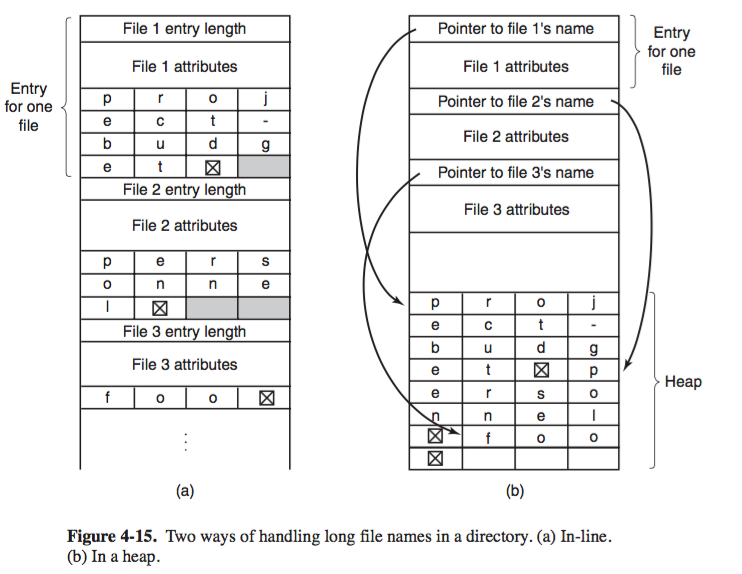 File 1 entry length
File 1 attributes
Entry
for one
file
p r o j
e c t -
b u d g
e t ☒
File 2 entry length
File 2 attributes
p e r s
o n n e
l ☒
File 3 entry length
File 3 attributes
f o o ☒
⋮
(a)
Pointer to file 1's name
File 1 attributes
Entry
for one
file
Pointer to file 2's name
File 2 attributes
Pointer to file 3's name
File 3 attributes
p r o j
e c t -
b u d g
e t ☒ p
e r s o
n n e l
☒ f o o
☒
Heap
(b)
Figure 4-15. Two ways of handling long file names in a directory. (a) In-line.
(b) In a heap.